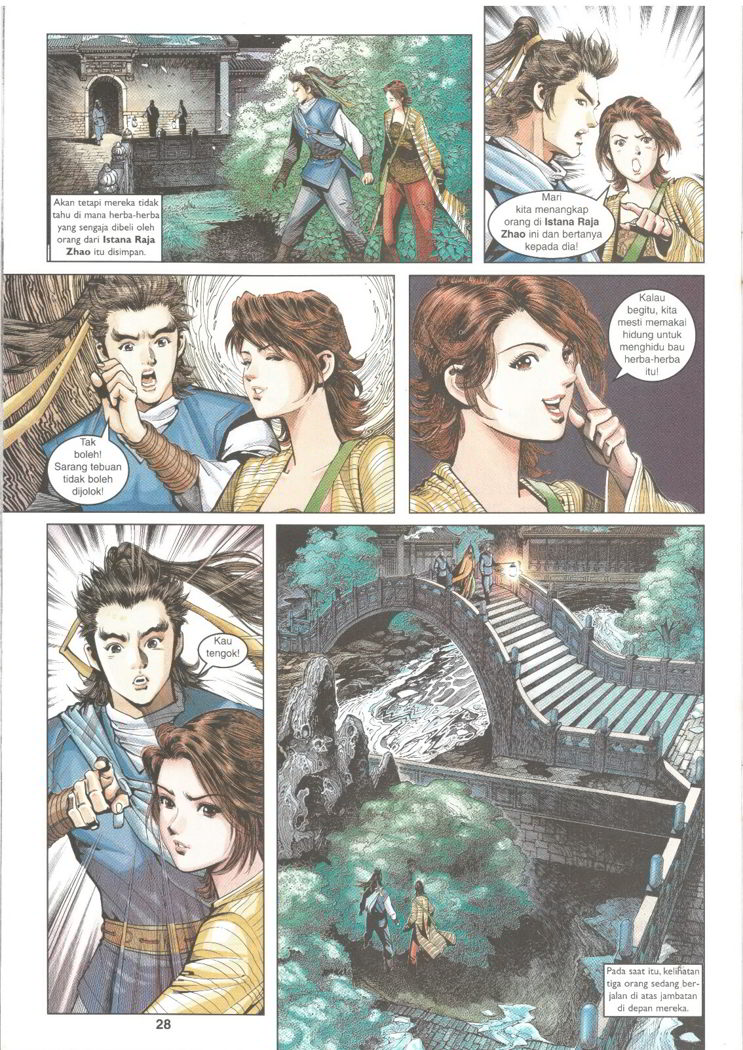 Akan tetapi mereka tidak
tahu di mana herba-herba
yang sengaja dibeli oleh
orang dari Istana Raja
Zhao itu disimpan.
Mari
kita menangkap
orang di Istana Raja
Zhao ini dan bertanya
kepada dia!
Tak
boleh!
Sarang tebuan
tidak boleh
dijolok!
Kalau
begitu, kita
mesti memakai
hidung untuk
menghidu bau
herba-herba
itu!
Kau
tengok!
Pada saat itu, kelihatan
tiga orang sedang ber-
jalan di atas jambatan
di depan mereka.
28